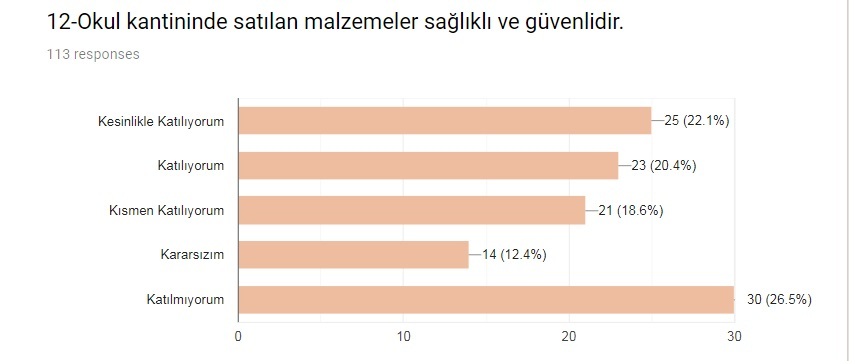 12-Okul kantininde satılan malzemeler sağlıklı ve güvenlidir.
113 responses
Kesinlikle Katılıyorum 25 (22.1%)
Katılıyorum 23 (20.4%)
Kısmen Katılıyorum 21 (18.6%)
Kararsızım 14 (12.4%)
Katılmıyorum 30 (26.5%)
0 10 20 30